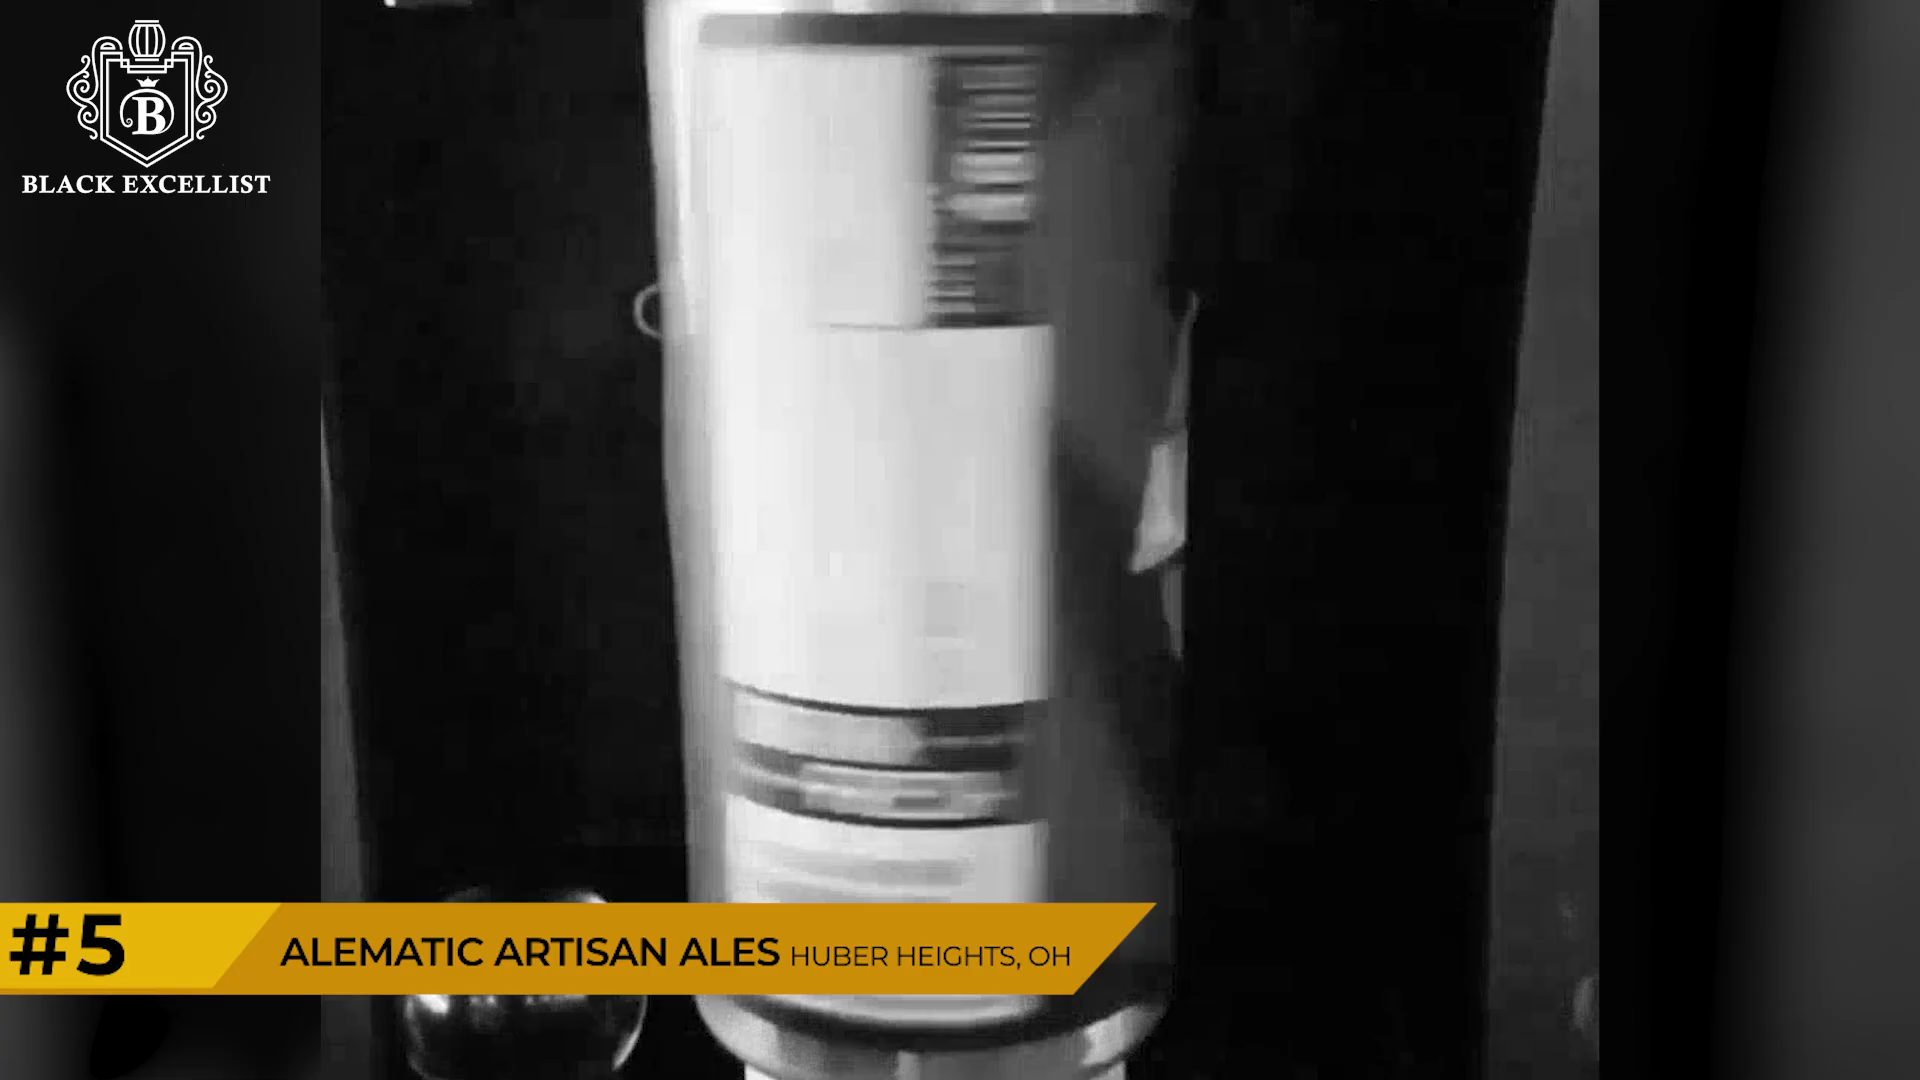 B
BLACK EXCELLIST
#5
ALEMATIC ARTISAN ALES HUBER HEIGHTS, OH